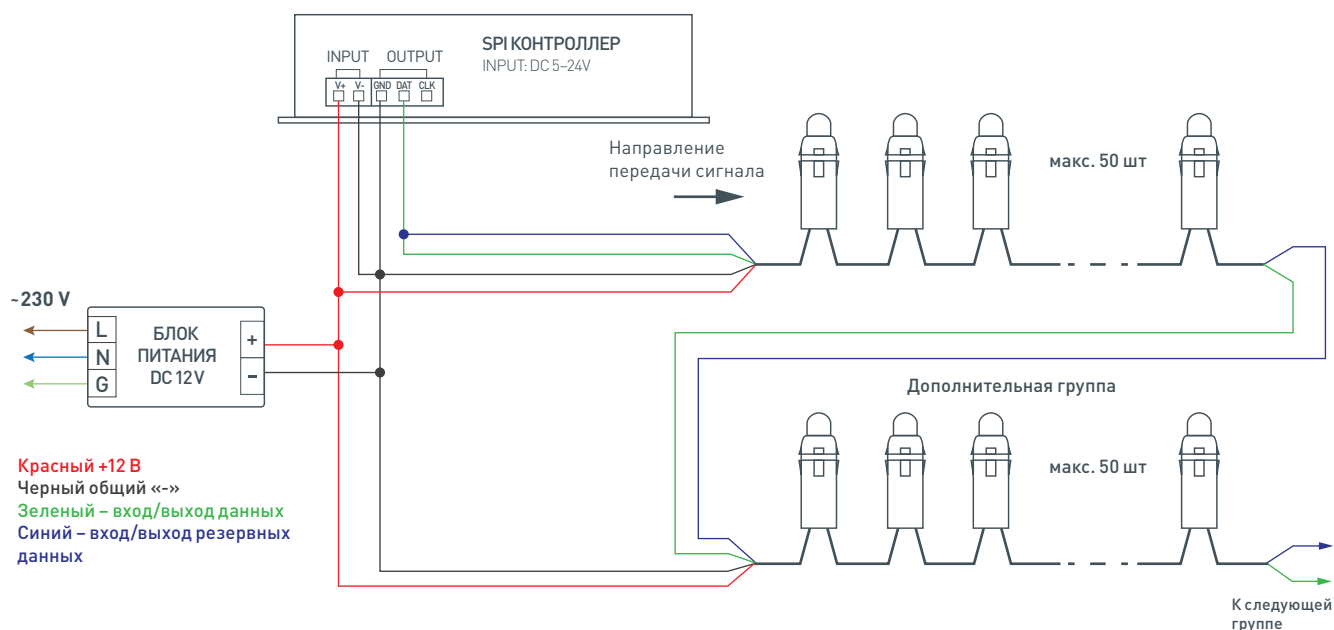 SPI КОНТРОЛЛЕР
INPUT: DC 5–24V
INPUT OUTPUT
V+ V- GND DAT CLK
Направление
передачи сигнала
макс. 50 шт
~230 V
L
N
G
БЛОК
ПИТАНИЯ
DC 12 V
+
–
Дополнительная группа
макс. 50 шт
Красный +12 В
Черный общий «-»
Зеленый – вход/выход данных
Синий – вход/выход резервных
данных
К следующей
группе